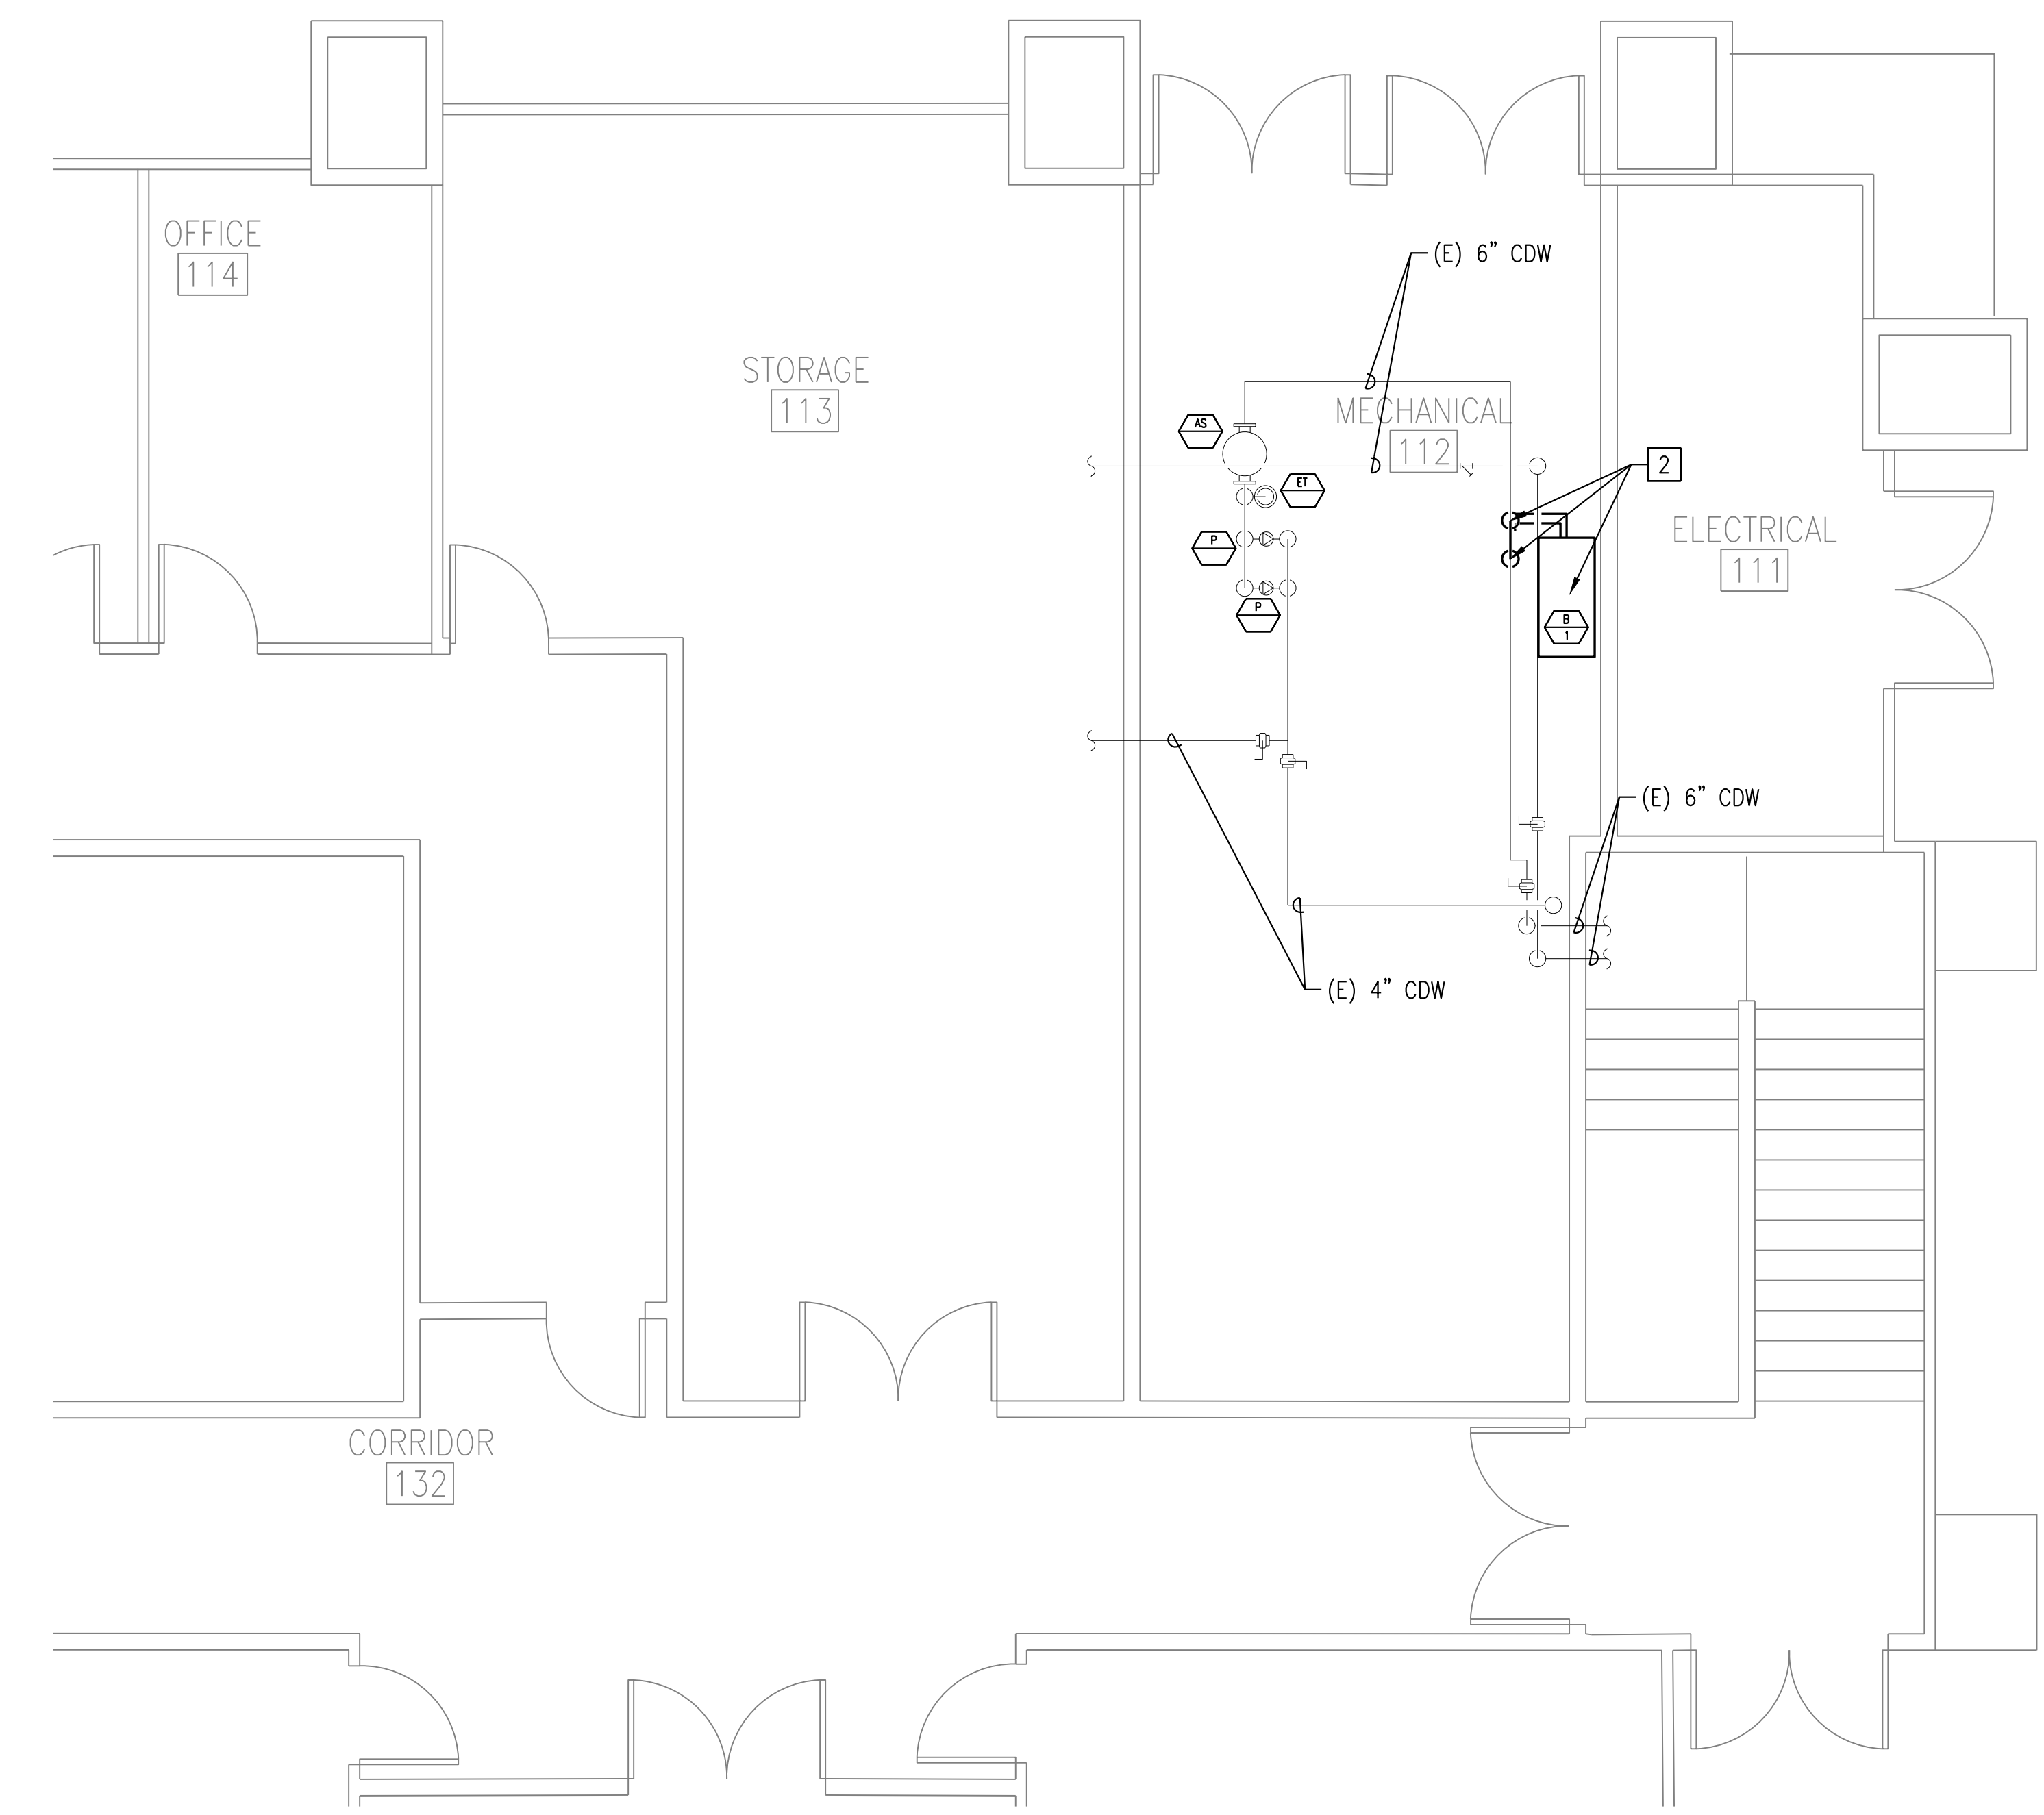 OFFICE
114
(E) 6” CDW
STORAGE
113
MECHANICAL
112
AS
ET
2
P
ELECTRICAL
111
P
B
1
(E) 6” CDW
(E) 4” CDW
CORRIDOR
132